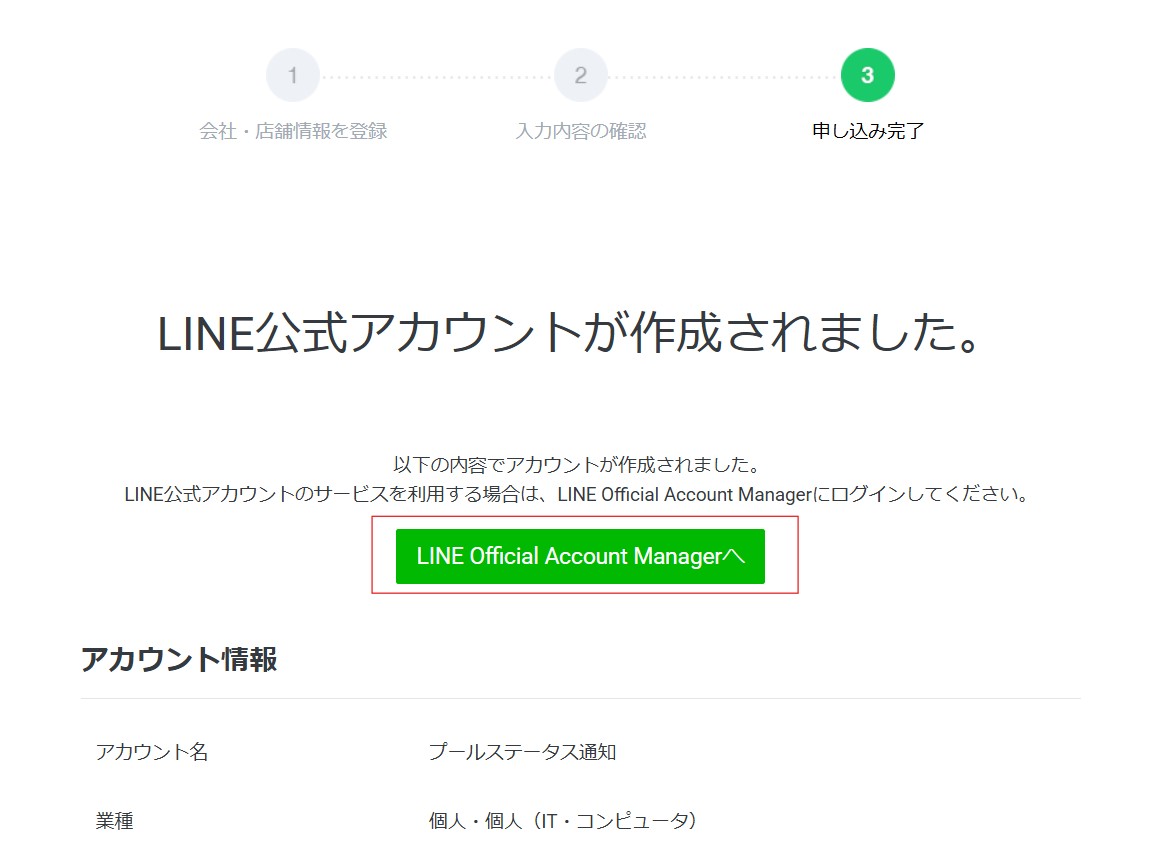 1
2
3
会社・店舗情報を登録
入力内容の確認
申し込み完了
LINE公式アカウントが作成されました。
以下の内容でアカウントが作成されました。
LINE公式アカウントのサービスを利用する場合は、LINE Official Account Managerにログインしてください。
LINE Official Account Managerへ
アカウント情報
アカウント名 プールステータス通知
業種 個人・個人（IT・コンピュータ）